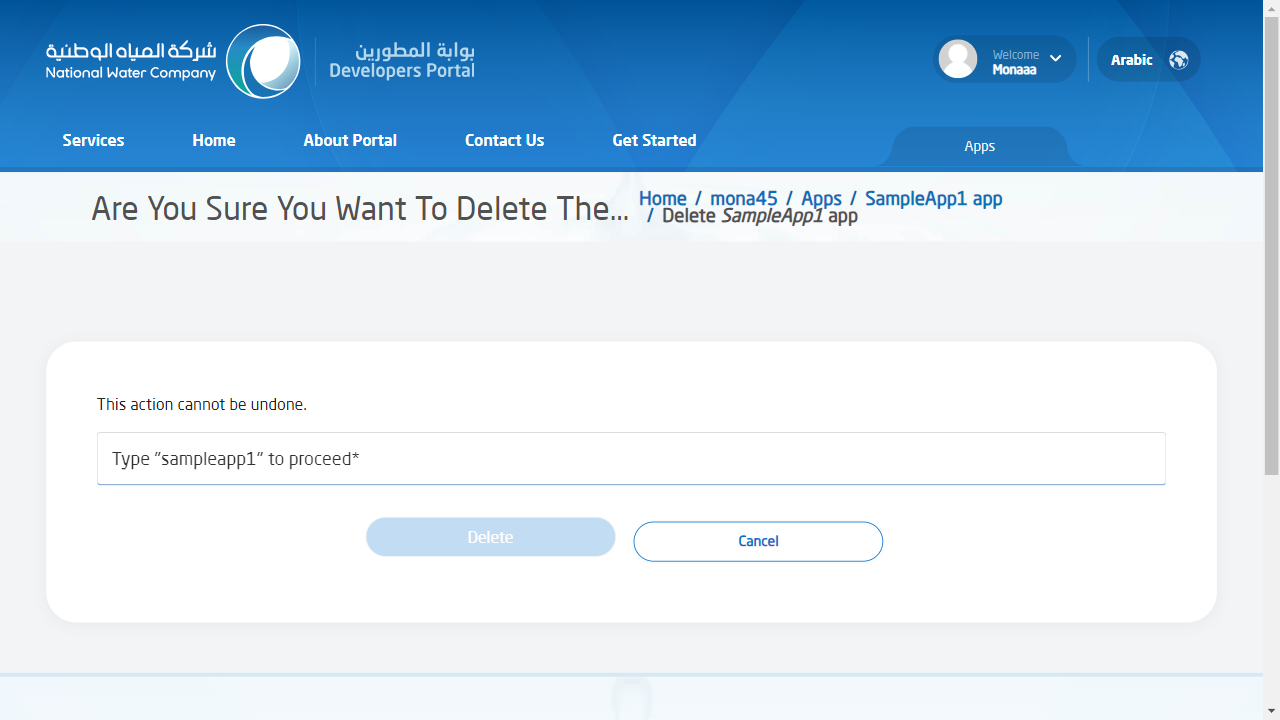 شركة المياه الوطنية
National Water Company
بوابة المطورين
Developers Portal
Welcome
Monaaa
Arabic
Services
Home
About Portal
Contact Us
Get Started
Apps
Are You Sure You Want To Delete The...
Home / mona45 / Apps / SampleApp1 app
/ Delete SampleApp1 app
This action cannot be undone.
Type "sampleapp1" to proceed*
Delete
Cancel